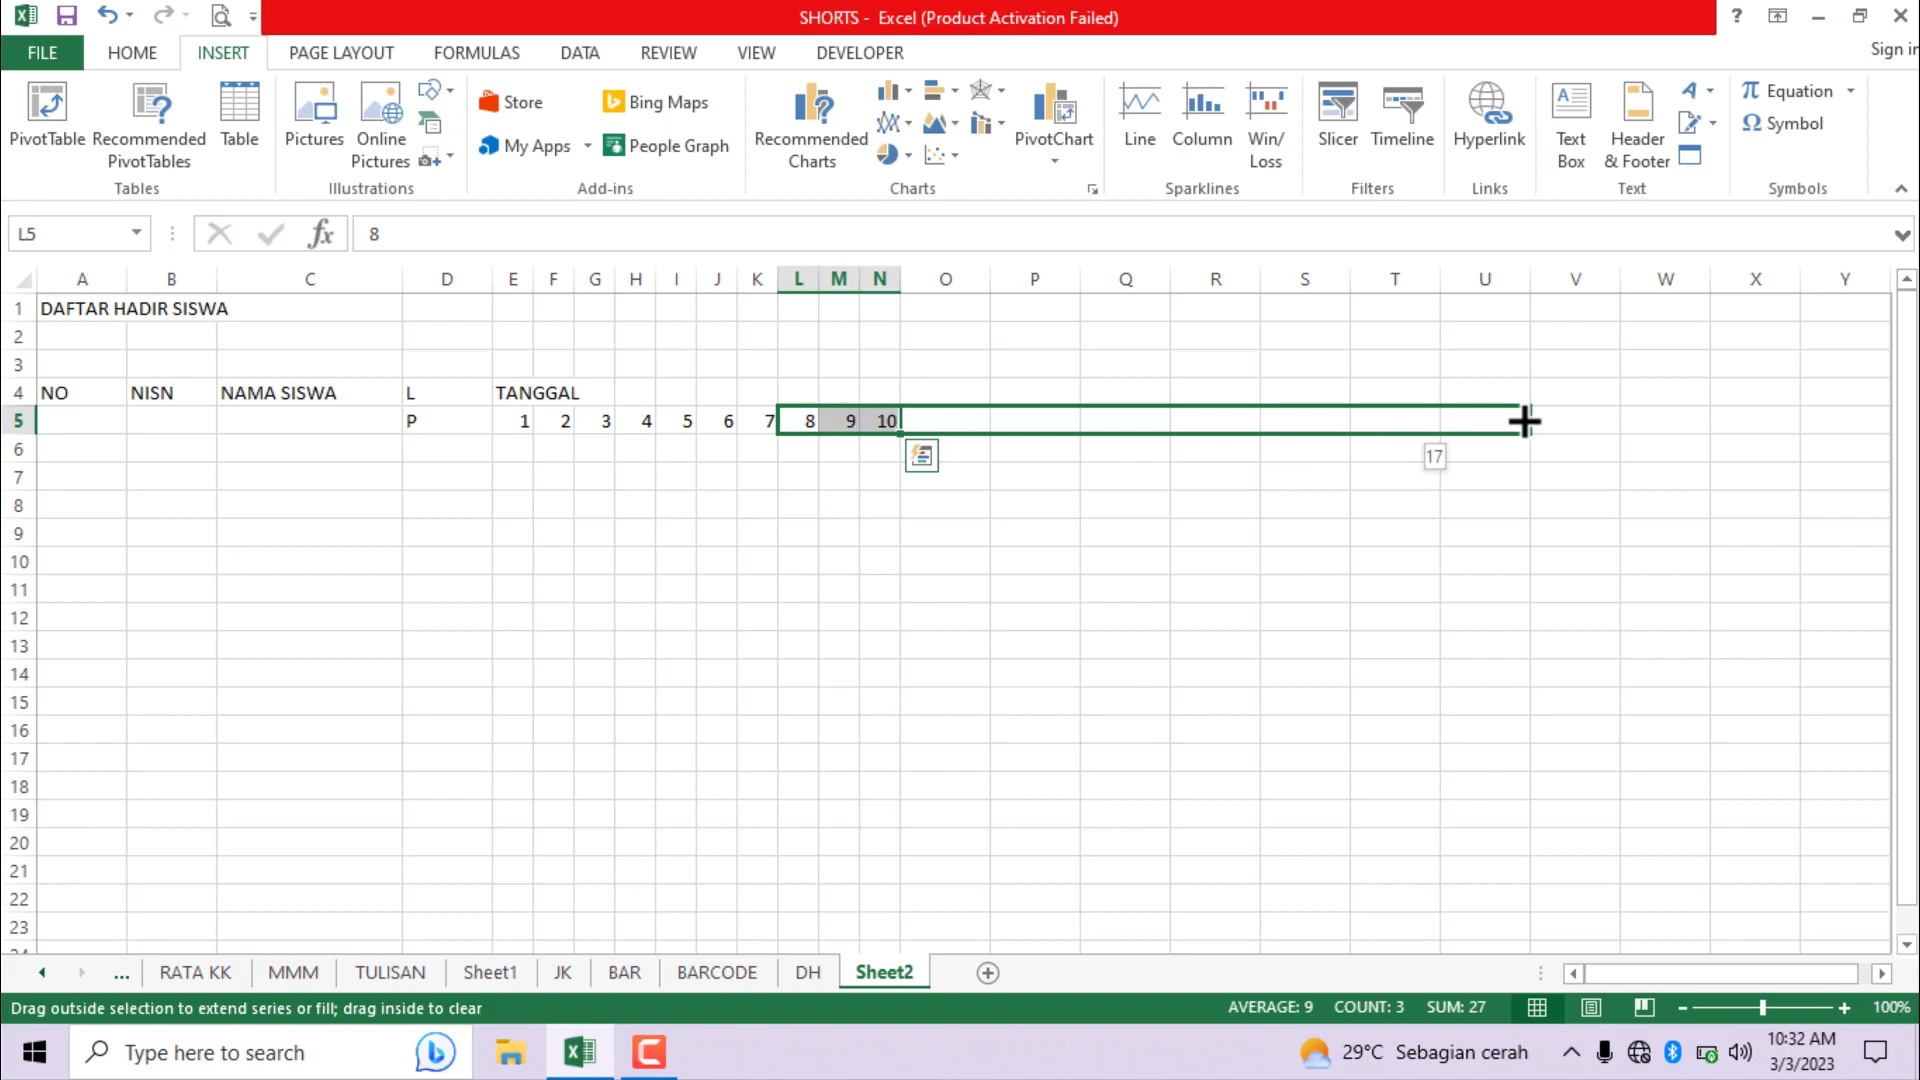 SHORTS -  Excel (Product Activation Failed)
?
FILE HOME INSERT PAGE LAYOUT FORMULAS DATA REVIEW VIEW DEVELOPER
Sign in
PivotTable
Recommended
PivotTables
Table
Tables
Pictures
Online
Pictures
Illustrations
Store
My Apps
Bing Maps
People Graph
Add-ins
Recommended
Charts
PivotChart
Charts
Line
Column
Win/
Loss
Sparklines
Slicer
Timeline
Filters
Hyperlink
Links
Text
Box
Header
& Footer
Text
π Equation
Ω Symbol
Symbols
L5
fx
8
A B C D E F G H I J K L M N O P Q R S T U V W X Y
1 DAFTAR HADIR SISWA
2
3
4 NO NISN NAMA SISWA L TANGGAL
5 P 1 2 3 4 5 6 7 8 9 10
6 17
7
8
9
10
11
12
13
14
15
16
17
18
19
20
21
22
23
... RATA KK MMM TULISAN Sheet1 JK BAR BARCODE DH Sheet2
Drag outside selection to extend series or fill; drag inside to clear
AVERAGE: 9 COUNT: 3 SUM: 27
100%
Type here to search
29°C Sebagian cerah
10:32 AM
3/3/2023